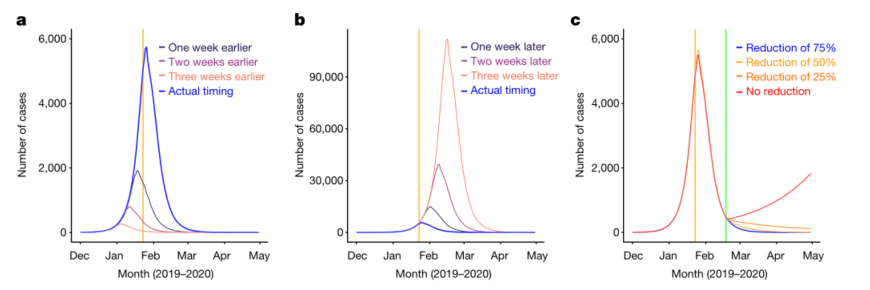 a
6,000
4,000
2,000
0
Number of cases
One week earlier
Two weeks earlier
Three weeks earlier
Actual timing
Dec Jan Feb Mar Apr May
Month (2019–2020)
b
90,000
60,000
30,000
0
Number of cases
One week later
Two weeks later
Three weeks later
Actual timing
Dec Jan Feb Mar Apr May
Month (2019–2020)
c
6,000
4,000
2,000
0
Number of cases
Reduction of 75%
Reduction of 50%
Reduction of 25%
No reduction
Dec Jan Feb Mar Apr May
Month (2019–2020)